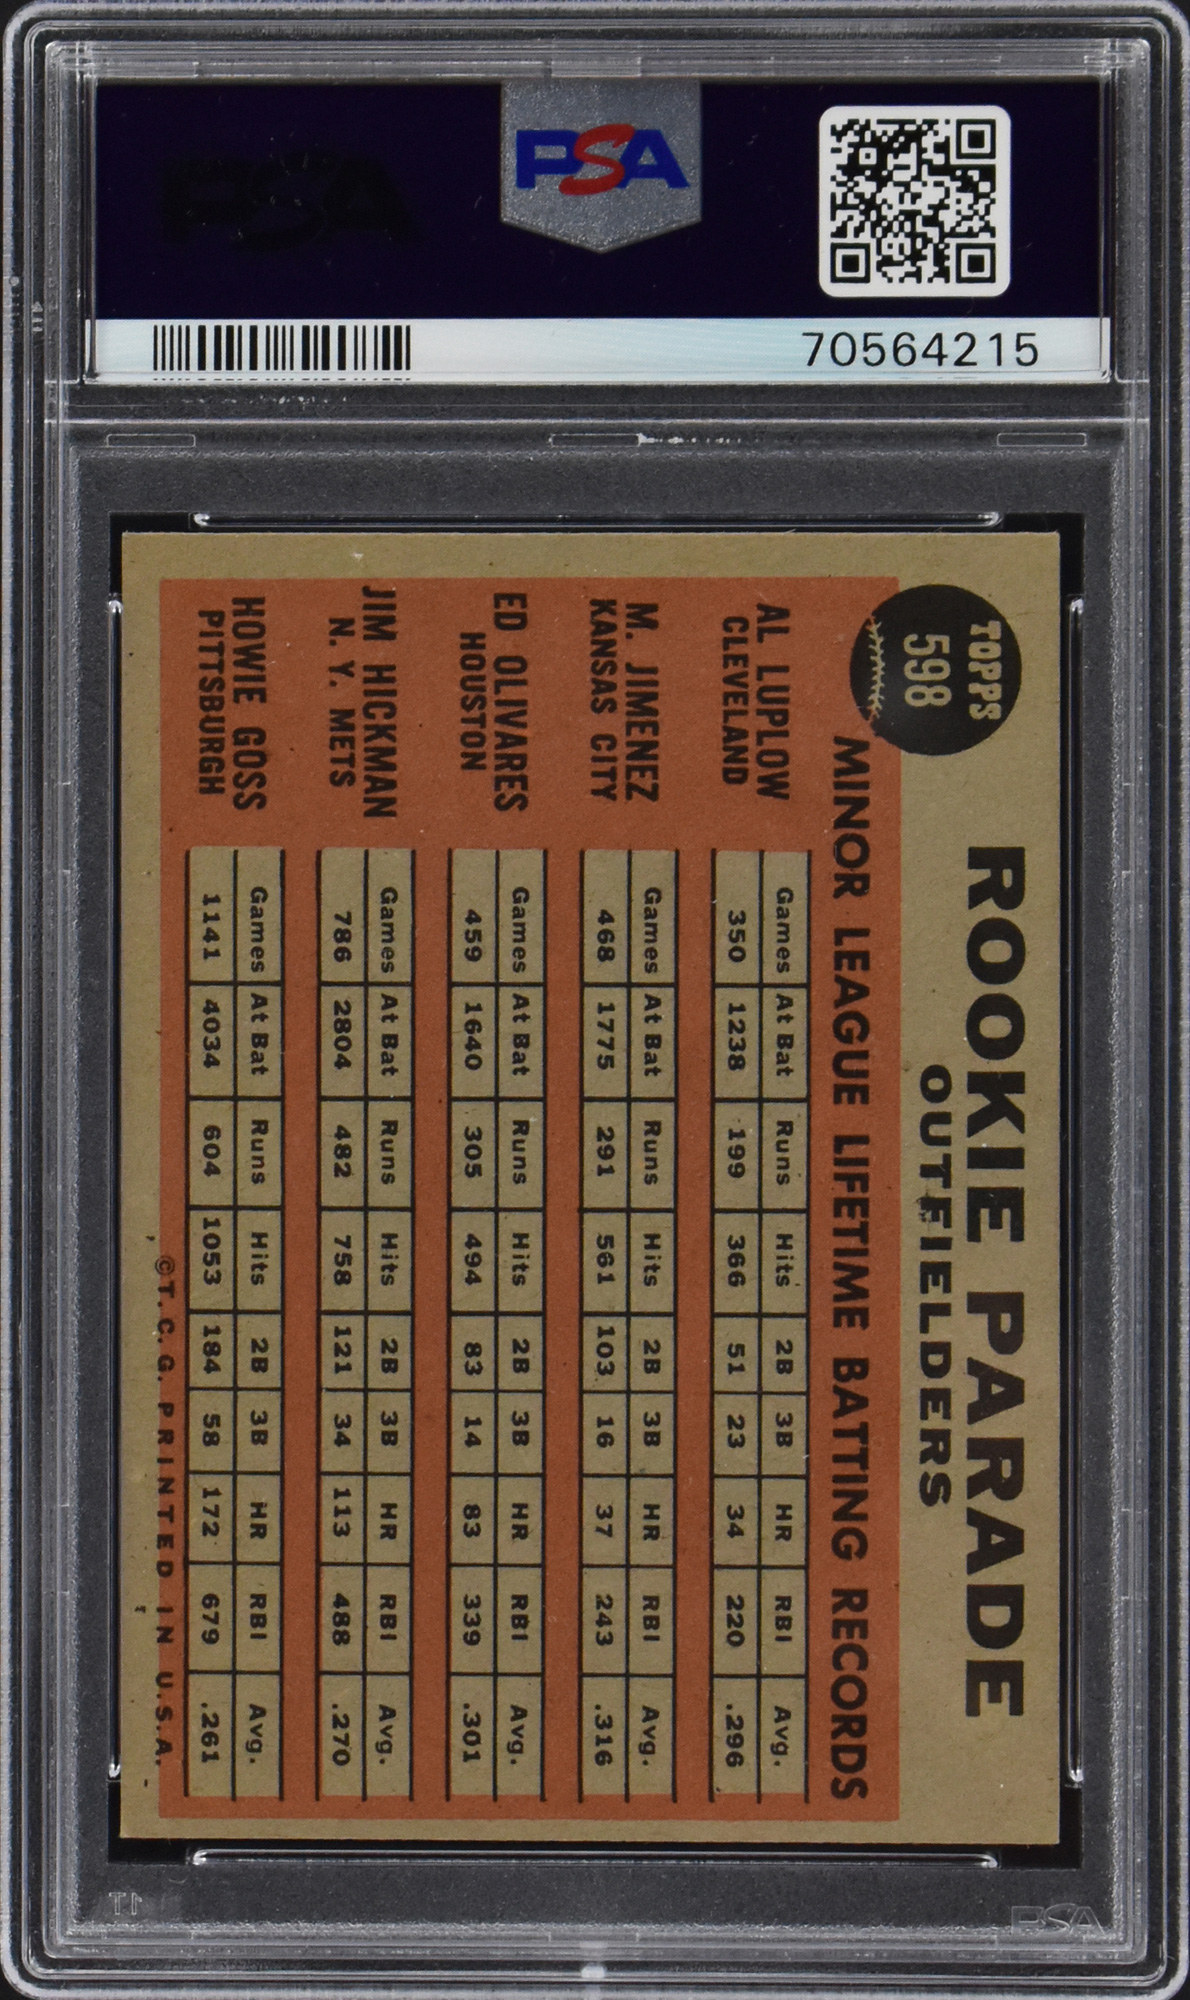 PSA
PSA
70564215
TOPPS
598
ROOKIE PARADE
OUTFIELDERS
MINOR LEAGUE LIFETIME BATTING RECORDS
AL LUPLOW
CLEVELAND
Games At Bat Runs Hits 2B 3B HR RBI Avg.
350 1238 199 366 51 23 34 220 .296
M. JIMENEZ
KANSAS CITY
Games At Bat Runs Hits 2B 3B HR RBI Avg.
468 1775 291 561 103 16 37 243 .316
ED OLIVARES
HOUSTON
Games At Bat Runs Hits 2B 3B HR RBI Avg.
459 1640 305 494 83 14 83 339 .301
JIM HICKMAN
N. Y. METS
Games At Bat Runs Hits 2B 3B HR RBI Avg.
786 2804 482 758 121 34 113 488 .270
HOWIE GOSS
PITTSBURGH
Games At Bat Runs Hits 2B 3B HR RBI Avg.
1141 4034 604 1053 184 58 172 679 .261
©T.C.G. PRINTED IN U.S.A.
PSA